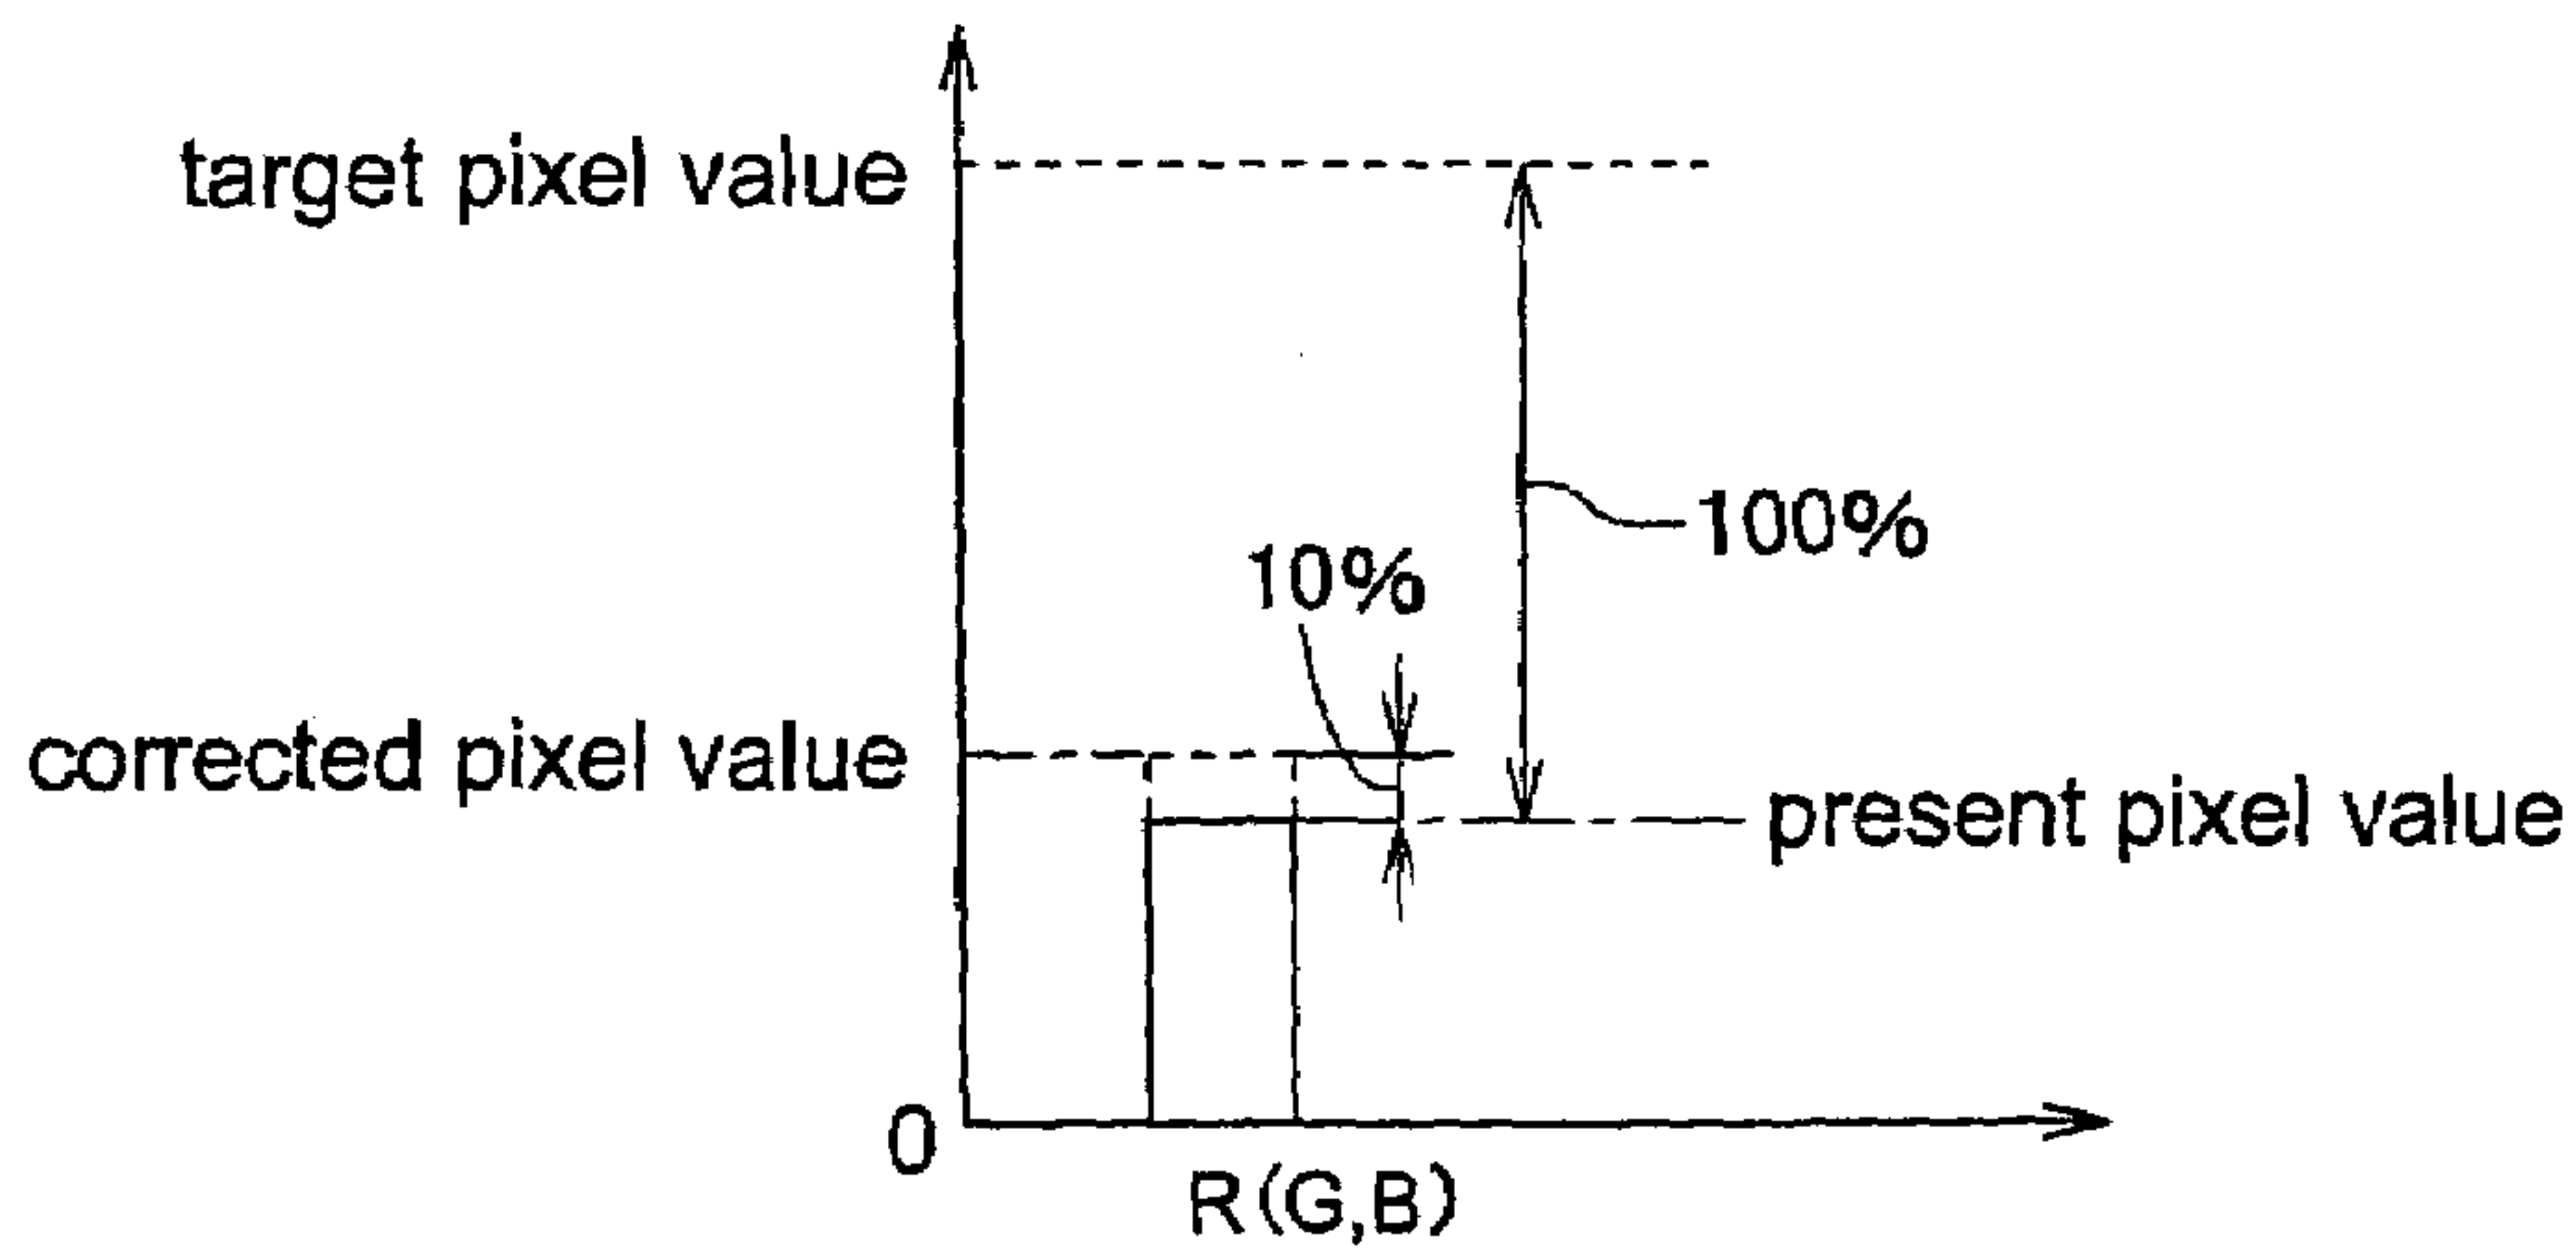 target pixel value
100%
10%
corrected pixel value
present pixel value
0
R(G,B)